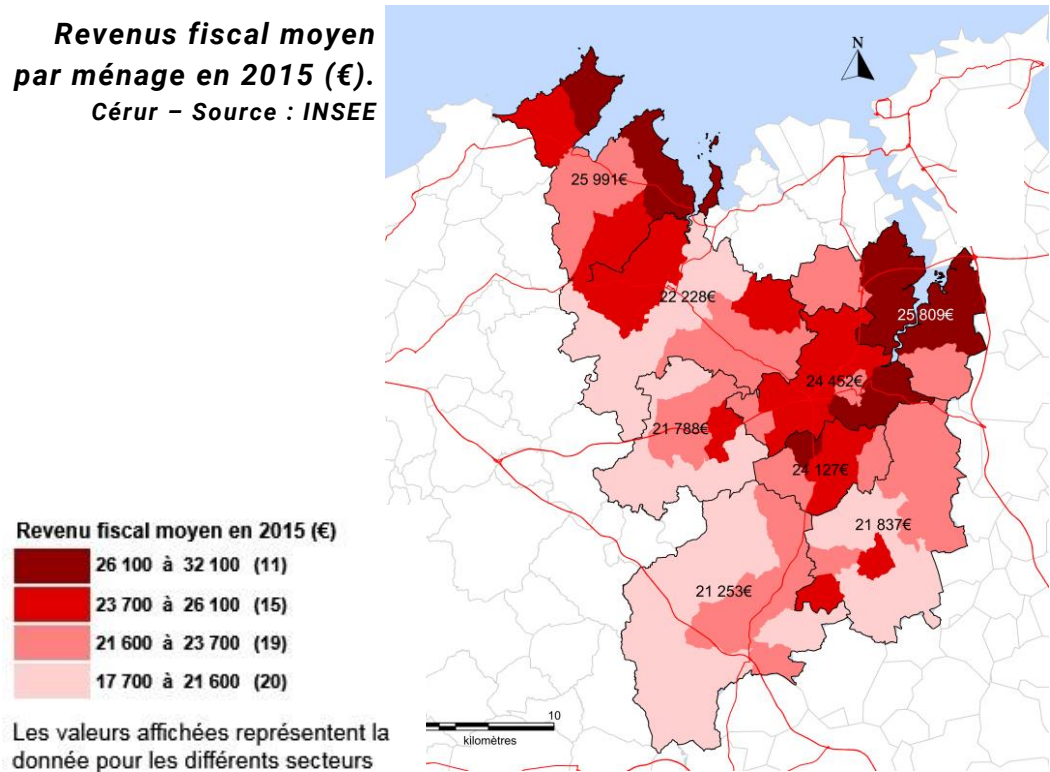 Revenus fiscal moyen
par ménage en 2015 (€).
Cérur – Source : INSEE
N
25 991€
22 228€
25 809€
24 452€
21 788€
24 127€
21 837€
21 253€
Revenu fiscal moyen en 2015 (€)
26 100 à 32 100 (11)
23 700 à 26 100 (15)
21 600 à 23 700 (19)
17 700 à 21 600 (20)
Les valeurs affichées représentent la
donnée pour les différents secteurs
10
kilomètres